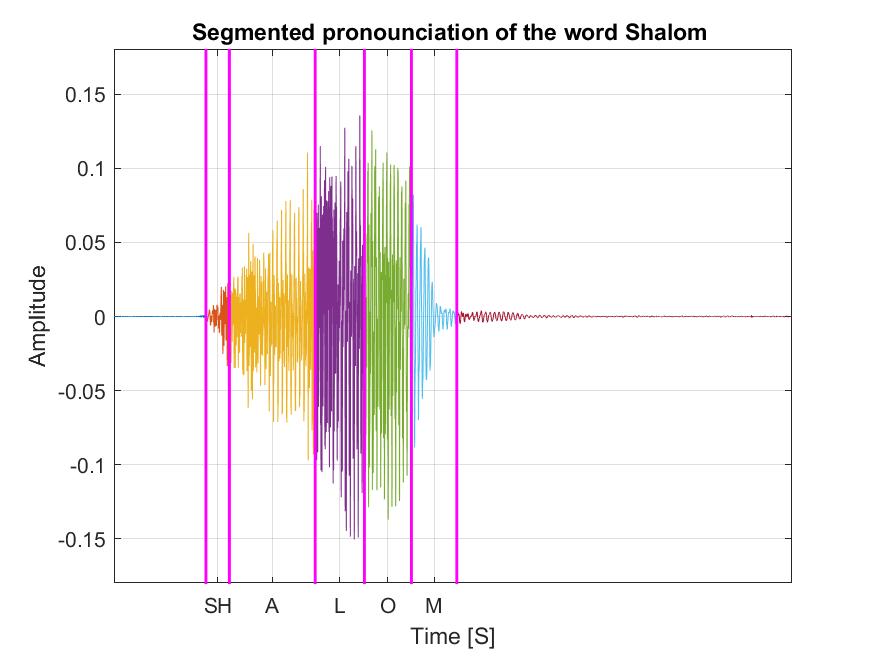 Segmented pronounciation of the word Shalom
0.15
0.1
0.05
0
-0.05
-0.1
-0.15
Amplitude
SH A L O M
Time [S]